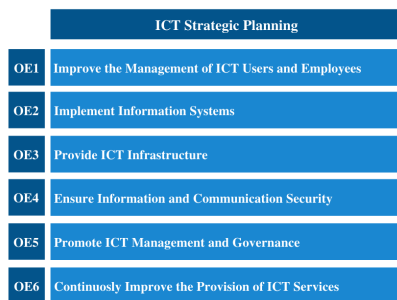 ICT Strategic Planning
OE1 Improve the Management of ICT Users and Employees
OE2 Implement Information Systems
OE3 Provide ICT Infrastructure
OE4 Ensure Information and Communication Security
OE5 Promote ICT Management and Governance
OE6 Continuosly Improve the Provision of ICT Services